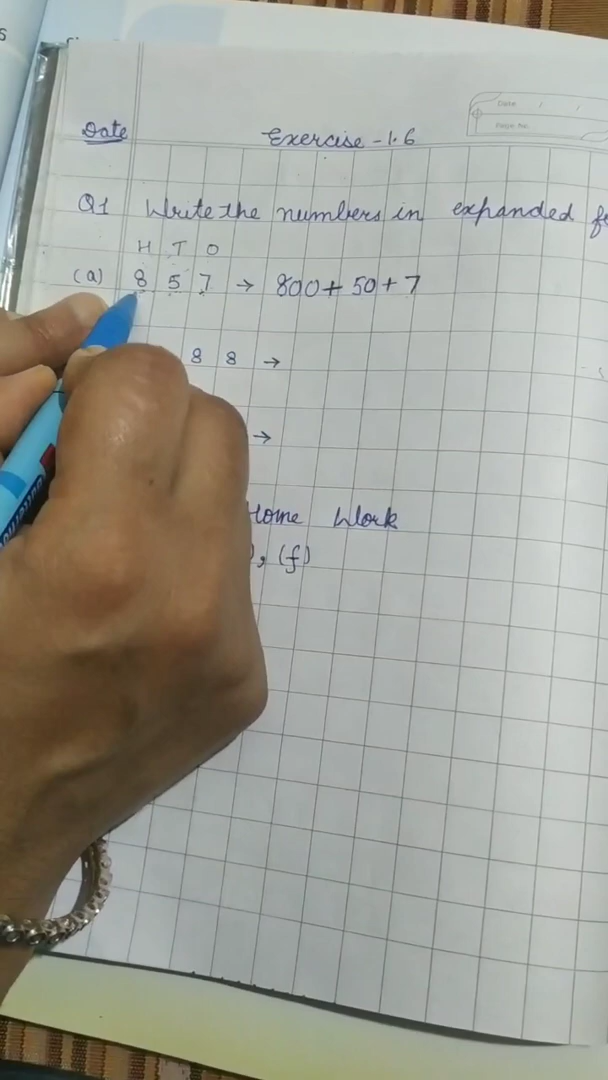 Date
Page No.
Date Exercise - 1.6
Q1 Write the numbers in expanded
H T O
(a) 8 5 7 → 800 + 50 + 7
8 8 →
→
Home Work
, (f)